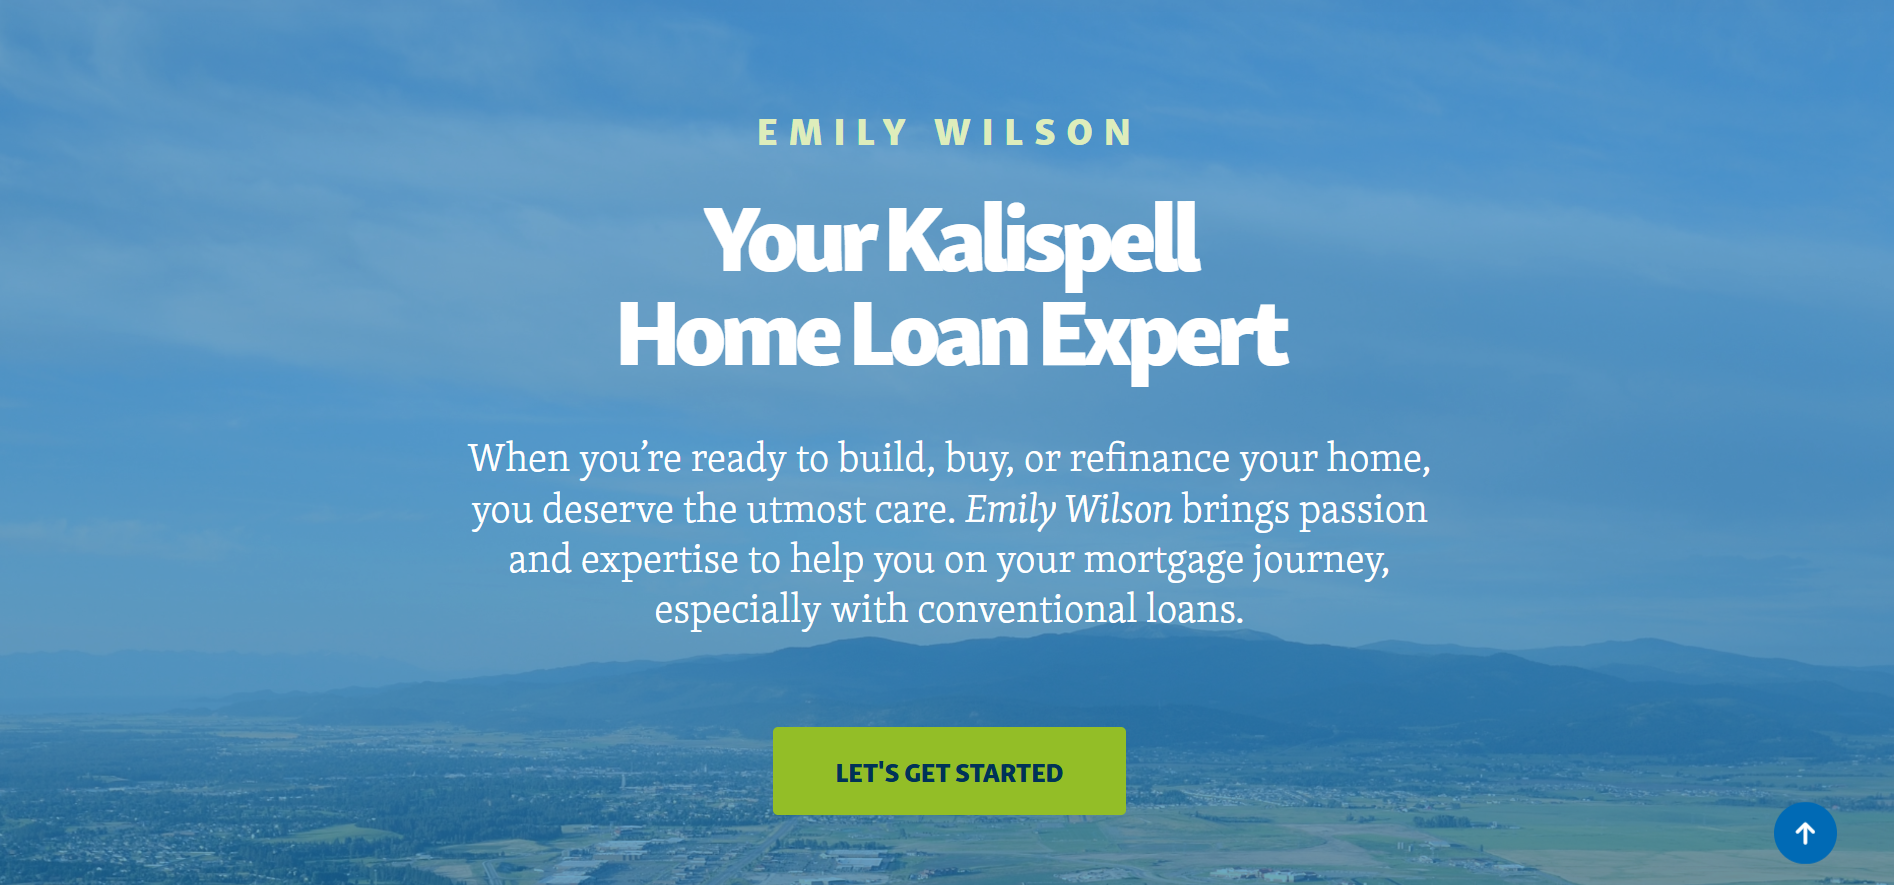 EMILY WILSON
Your Kalispell
Home Loan Expert
When you’re ready to build, buy, or refinance your home,
you deserve the utmost care. Emily Wilson brings passion
and expertise to help you on your mortgage journey,
especially with conventional loans.
LET'S GET STARTED